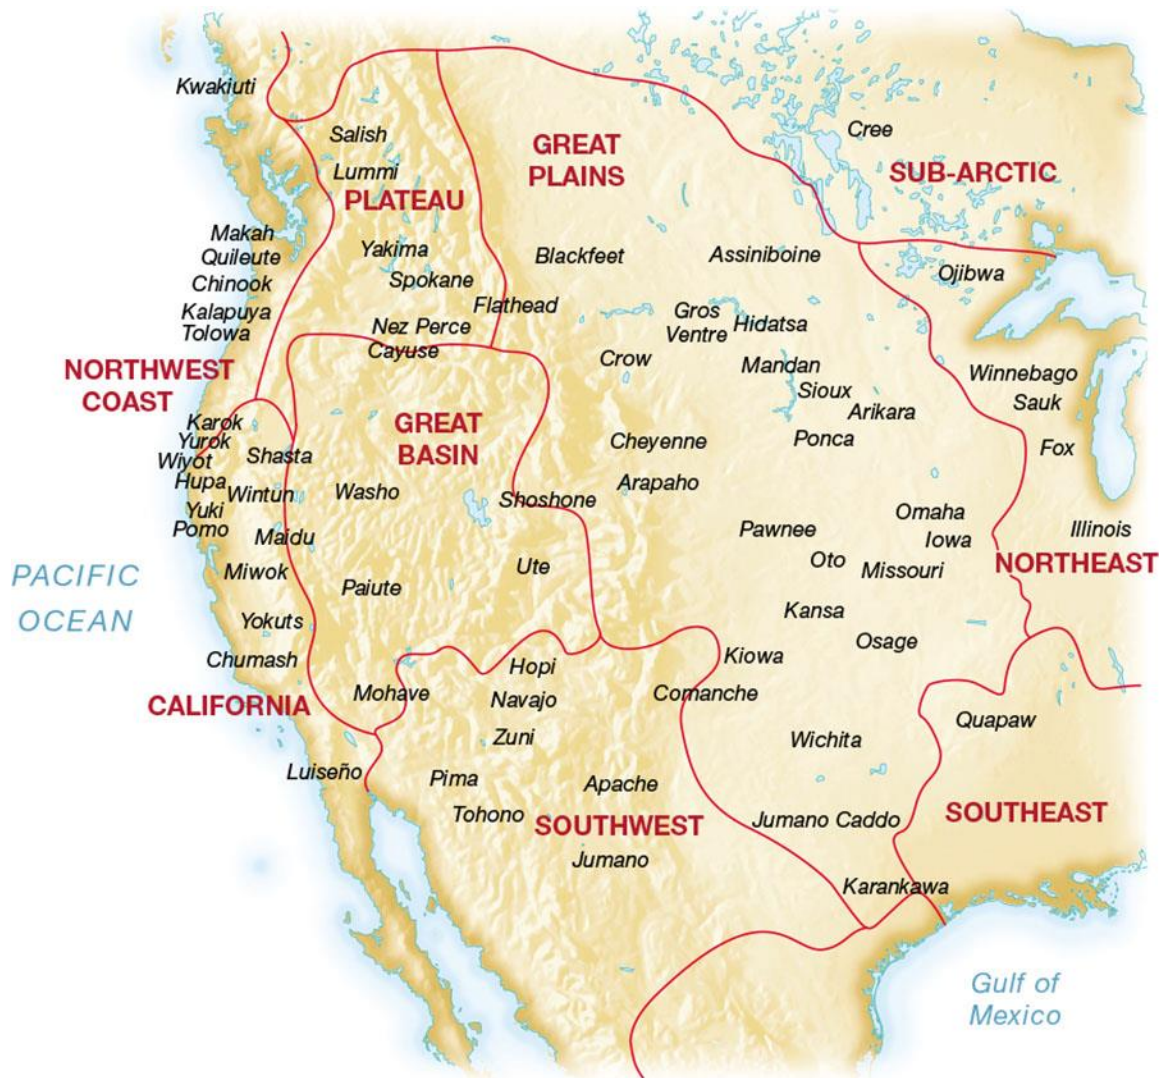 Kwakiuti
Salish
Lummi
PLATEAU
GREAT
PLAINS
Cree
SUB-ARCTIC
Makah
Quileute
Chinook
Kalapuya
Tolowa
Yakima
Spokane
Flathead
Nez Perce
Cayuse
Blackfeet
Assiniboine
Ojibwa
Gros
Ventre
Hidatsa
Crow
Mandan
Sioux
Arikara
Ponca
Winnebago
Sauk
Fox
NORTHWEST
COAST
Karok
Yurok
Wiyot
Hupa
Yuki
Pomo
Shasta
Wintun
Maidu
Miwok
Yokuts
Chumash
CALIFORNIA
Luiseño
GREAT
BASIN
Washo
Shoshone
Paiute
Ute
Cheyenne
Arapaho
Pawnee
Omaha
Iowa
Oto
Missouri
Kansa
Osage
Kiowa
Comanche
Wichita
Jumano Caddo
Karankawa
Illinois
NORTHEAST
Quapaw
SOUTHEAST
Mohave
Hopi
Navajo
Zuni
Pima
Tohono
Apache
SOUTHWEST
Jumano
PACIFIC
OCEAN
Gulf of
Mexico